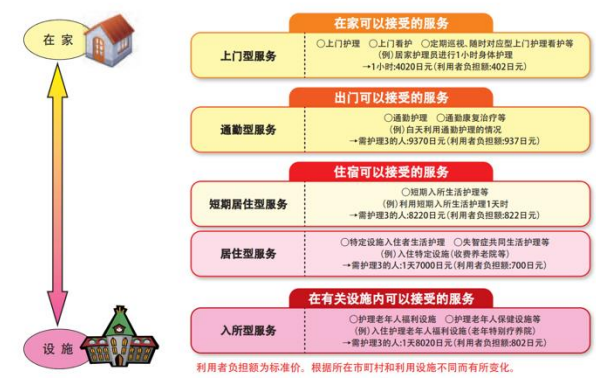 在家
在家可以接受的服务
上门型服务
○上门护理 ○上门看护 ○定期巡视、随时对应型上门护理看护等
(例)居家护理员进行1小时身体护理
→1小时:4020日元(利用者负担额:402日元)
出门可以接受的服务
通勤型服务
○通勤护理 ○通勤康复治疗等
(例)白天利用通勤护理的情况
→需护理3的人:9370日元(利用者负担额:937日元)
住宿可以接受的服务
短期居住型服务
○短期入所生活护理等
(例)利用短期入所生活护理1天时
→需护理3的人:8220日元(利用者负担额:822日元)
居住型服务
○特定设施入住者生活护理 ○失智症共同生活护理等
(例)入住特定设施(收费养老院等)
→需护理3的人:1天7000日元(利用者负担额:700日元)
在有关设施内可以接受的服务
入所型服务
○护理老年人福利设施 ○护理老年人保健设施等
(例)入住护理老年人福利设施(老年特别疗养院)
→需护理3的人:1天8020日元(利用者负担额:802日元)
设施
利用者负担额为标准价。根据所在市町村和利用设施不同而有所变化。